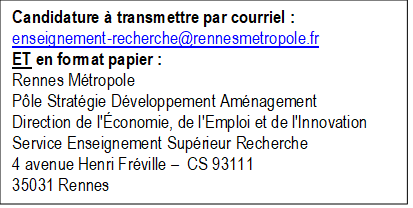 Candidature à transmettre par courriel :
enseignement-recherche@rennesmetropole.fr
ET en format papier :
Rennes Métropole
Pôle Stratégie Développement Aménagement
Direction de l'Économie, de l'Emploi et de l'Innovation
Service Enseignement Supérieur Recherche
4 avenue Henri Fréville – CS 93111
35031 Rennes